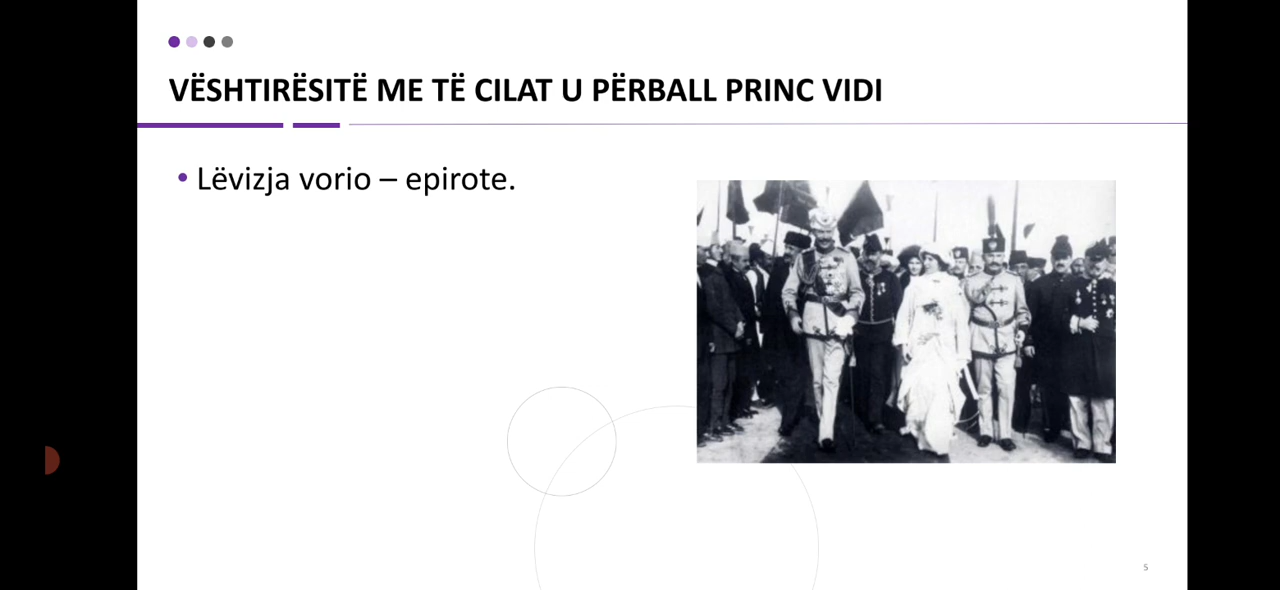 VËSHTIRËSITË ME TË CILAT U PËRBALL PRINC VIDI
• Lëvizja vorio – epirote.
5